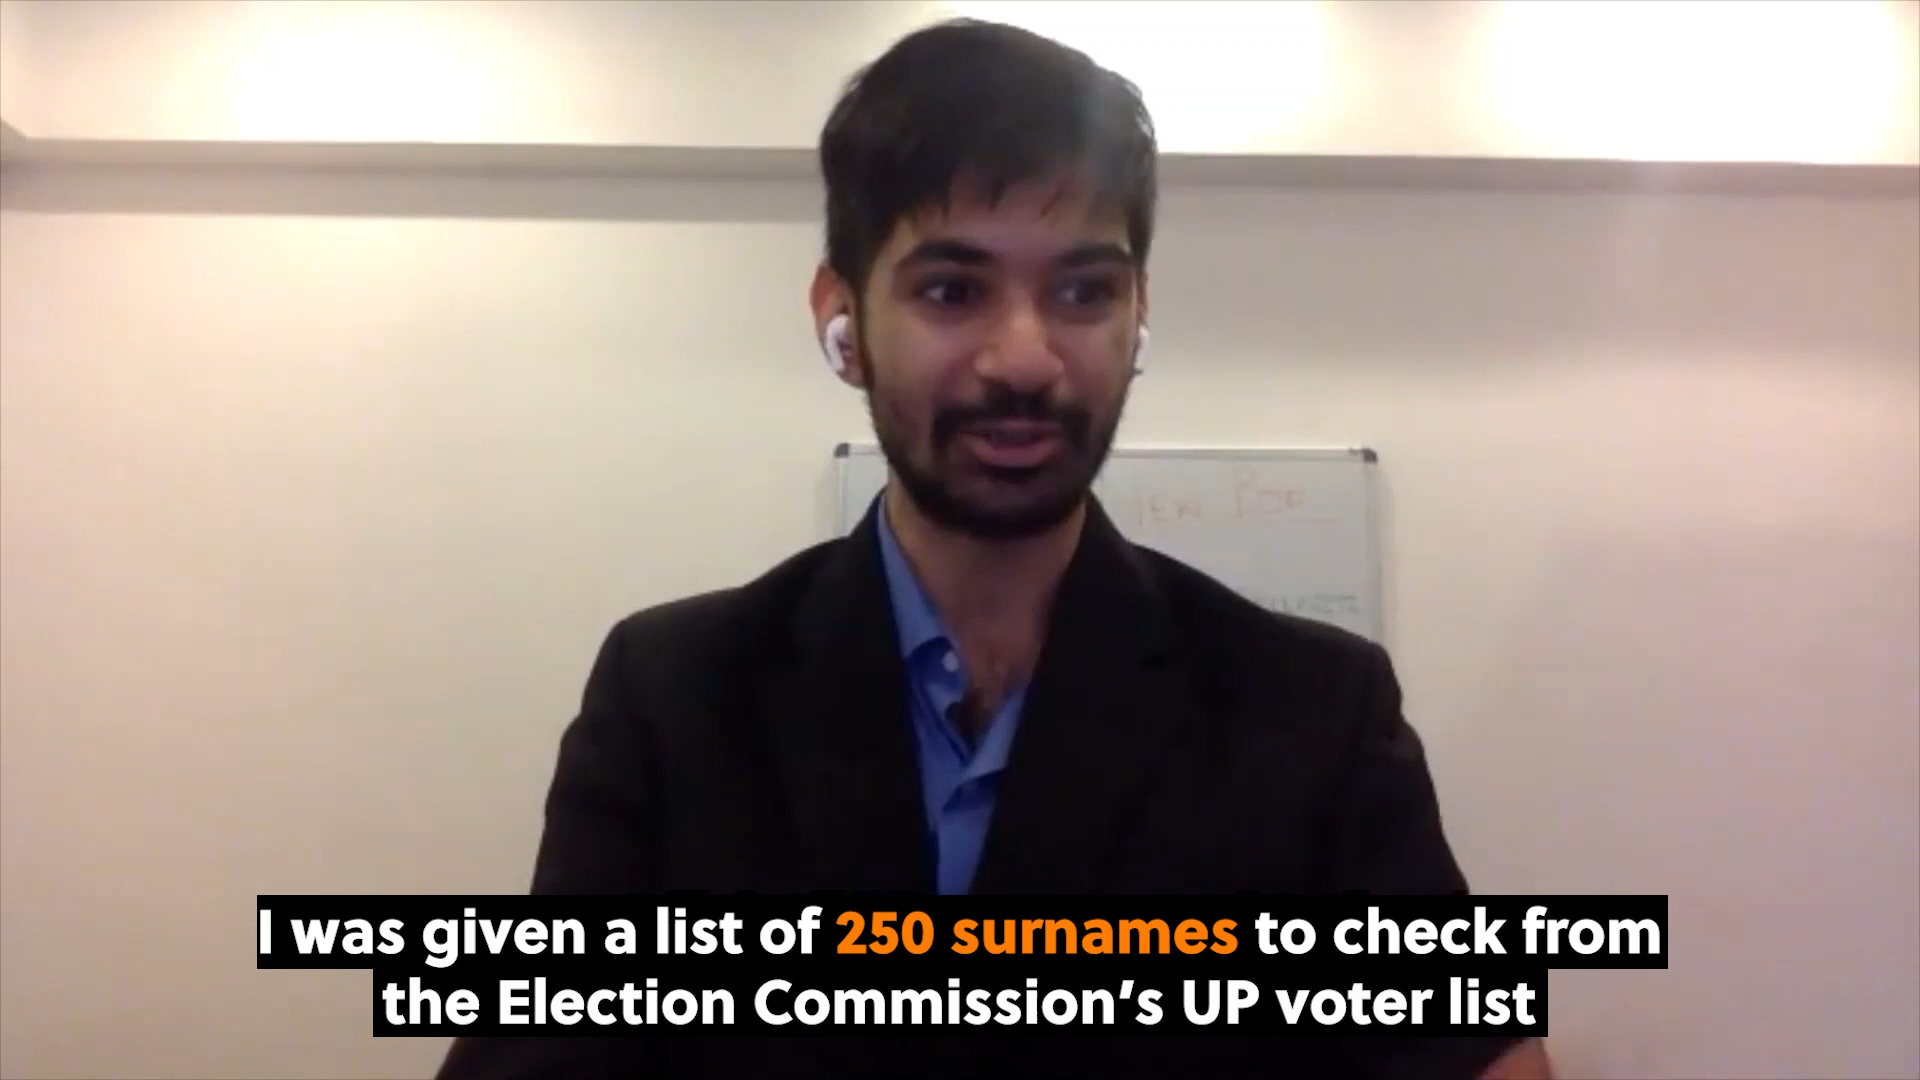 I was given a list of 250 surnames to check from
the Election Commission's UP voter list